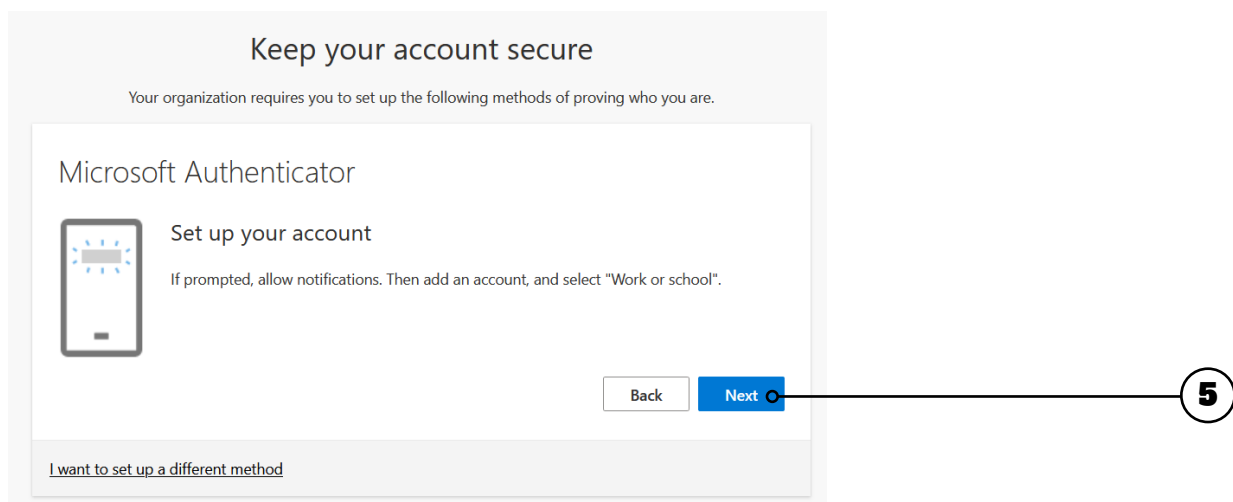 Keep your account secure
Your organization requires you to set up the following methods of proving who you are.
Microsoft Authenticator
Set up your account
If prompted, allow notifications. Then add an account, and select "Work or school".
Back
Next
5
I want to set up a different method